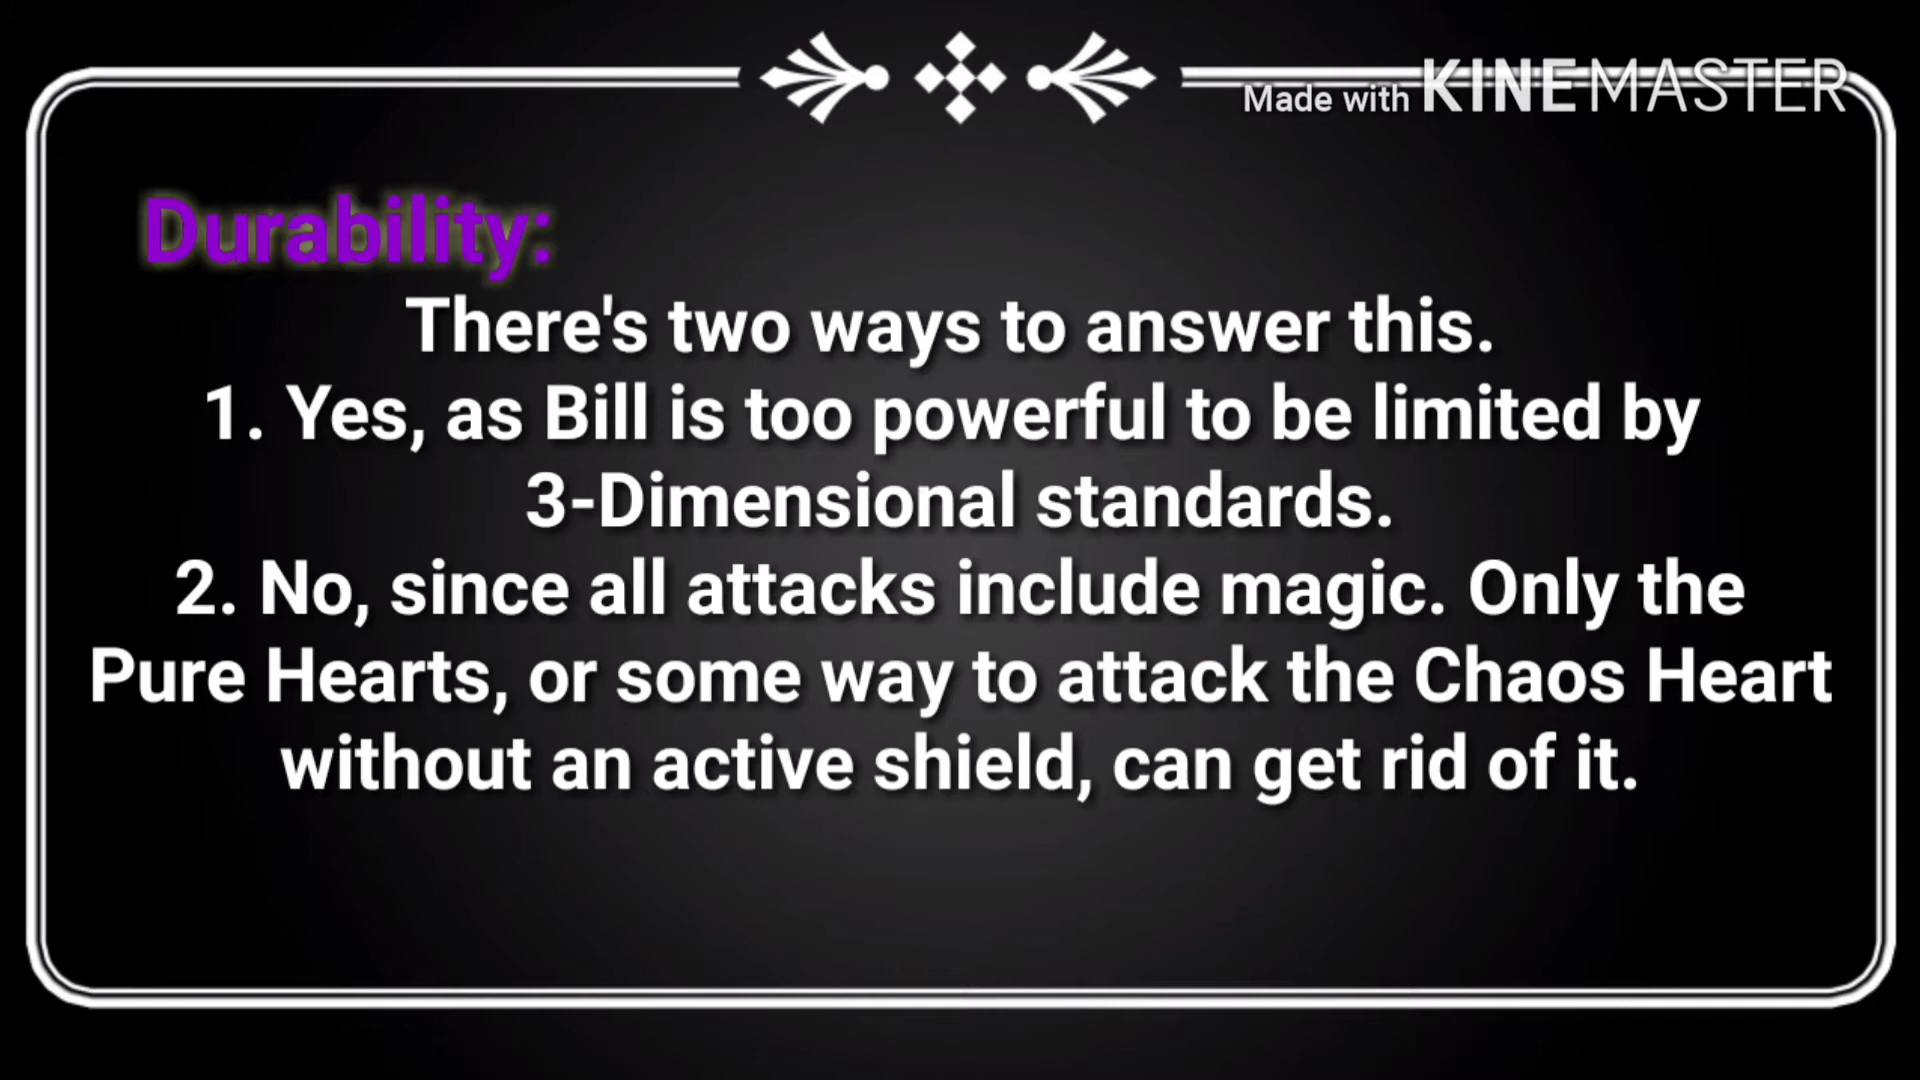 Made with KINEMASTER
Durability:
There's two ways to answer this.
1. Yes, as Bill is too powerful to be limited by
3-Dimensional standards.
2. No, since all attacks include magic. Only the
Pure Hearts, or some way to attack the Chaos Heart
without an active shield, can get rid of it.